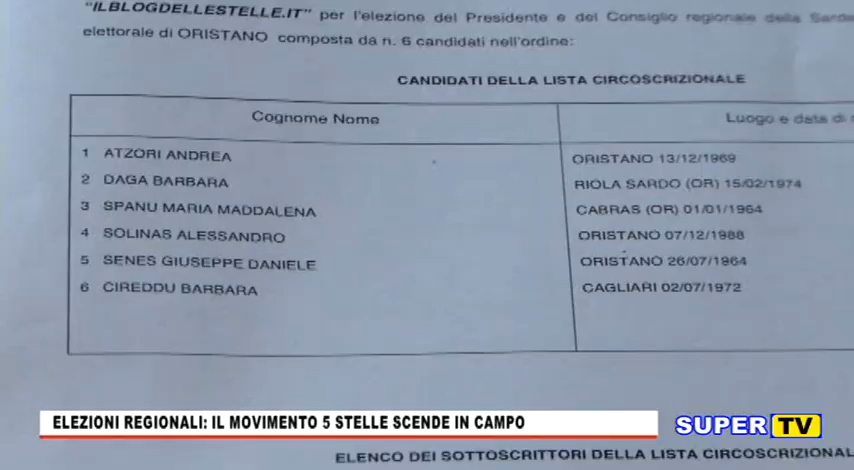 "ILBLOGDELLESTELLE.IT" per l'elezione del Presidente e del Consiglio regionale della
elettorale di ORISTANO composta da n. 6 candidati nell'ordine:
CANDIDATI DELLA LISTA CIRCOSCRIZIONALE
Cognome Nome Luogo e data di
1 ATZORI ANDREA ORISTANO 13/12/1969
2 DAGA BARBARA RIOLA SARDO (OR) 15/02/1974
3 SPANU MARIA MADDALENA CABRAS (OR) 01/01/1964
4 SOLINAS ALESSANDRO ORISTANO 07/12/1988
5 SENES GIUSEPPE DANIELE ORISTANO 26/07/1964
6 CIREDDU BARBARA CAGLIARI 02/07/1972
ELEZIONI REGIONALI: IL MOVIMENTO 5 STELLE SCENDE IN CAMPO
SUPER TV
ELENCO DEI SOTTOSCRITTORI DELLA LISTA CIRCOSCRIZIONAL